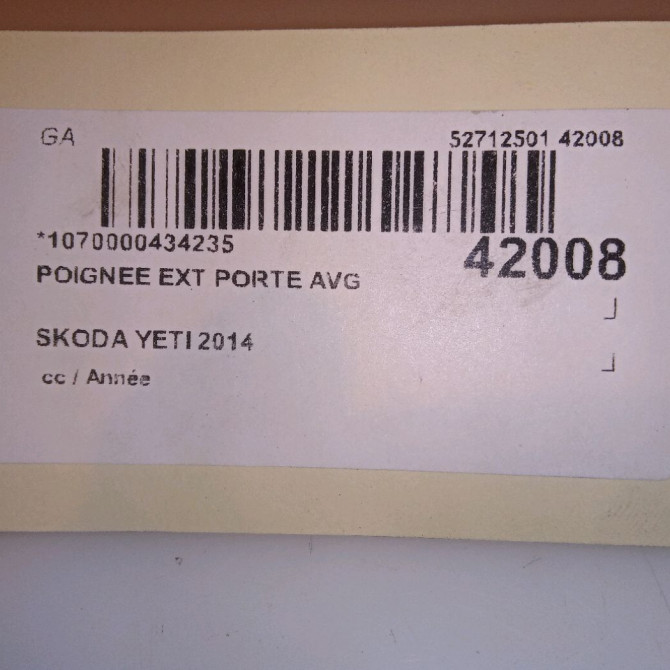 GA 52712501 42008
*1070000434235
42008
POIGNEE EXT PORTE AVG
SKODA YETI 2014
cc / Année